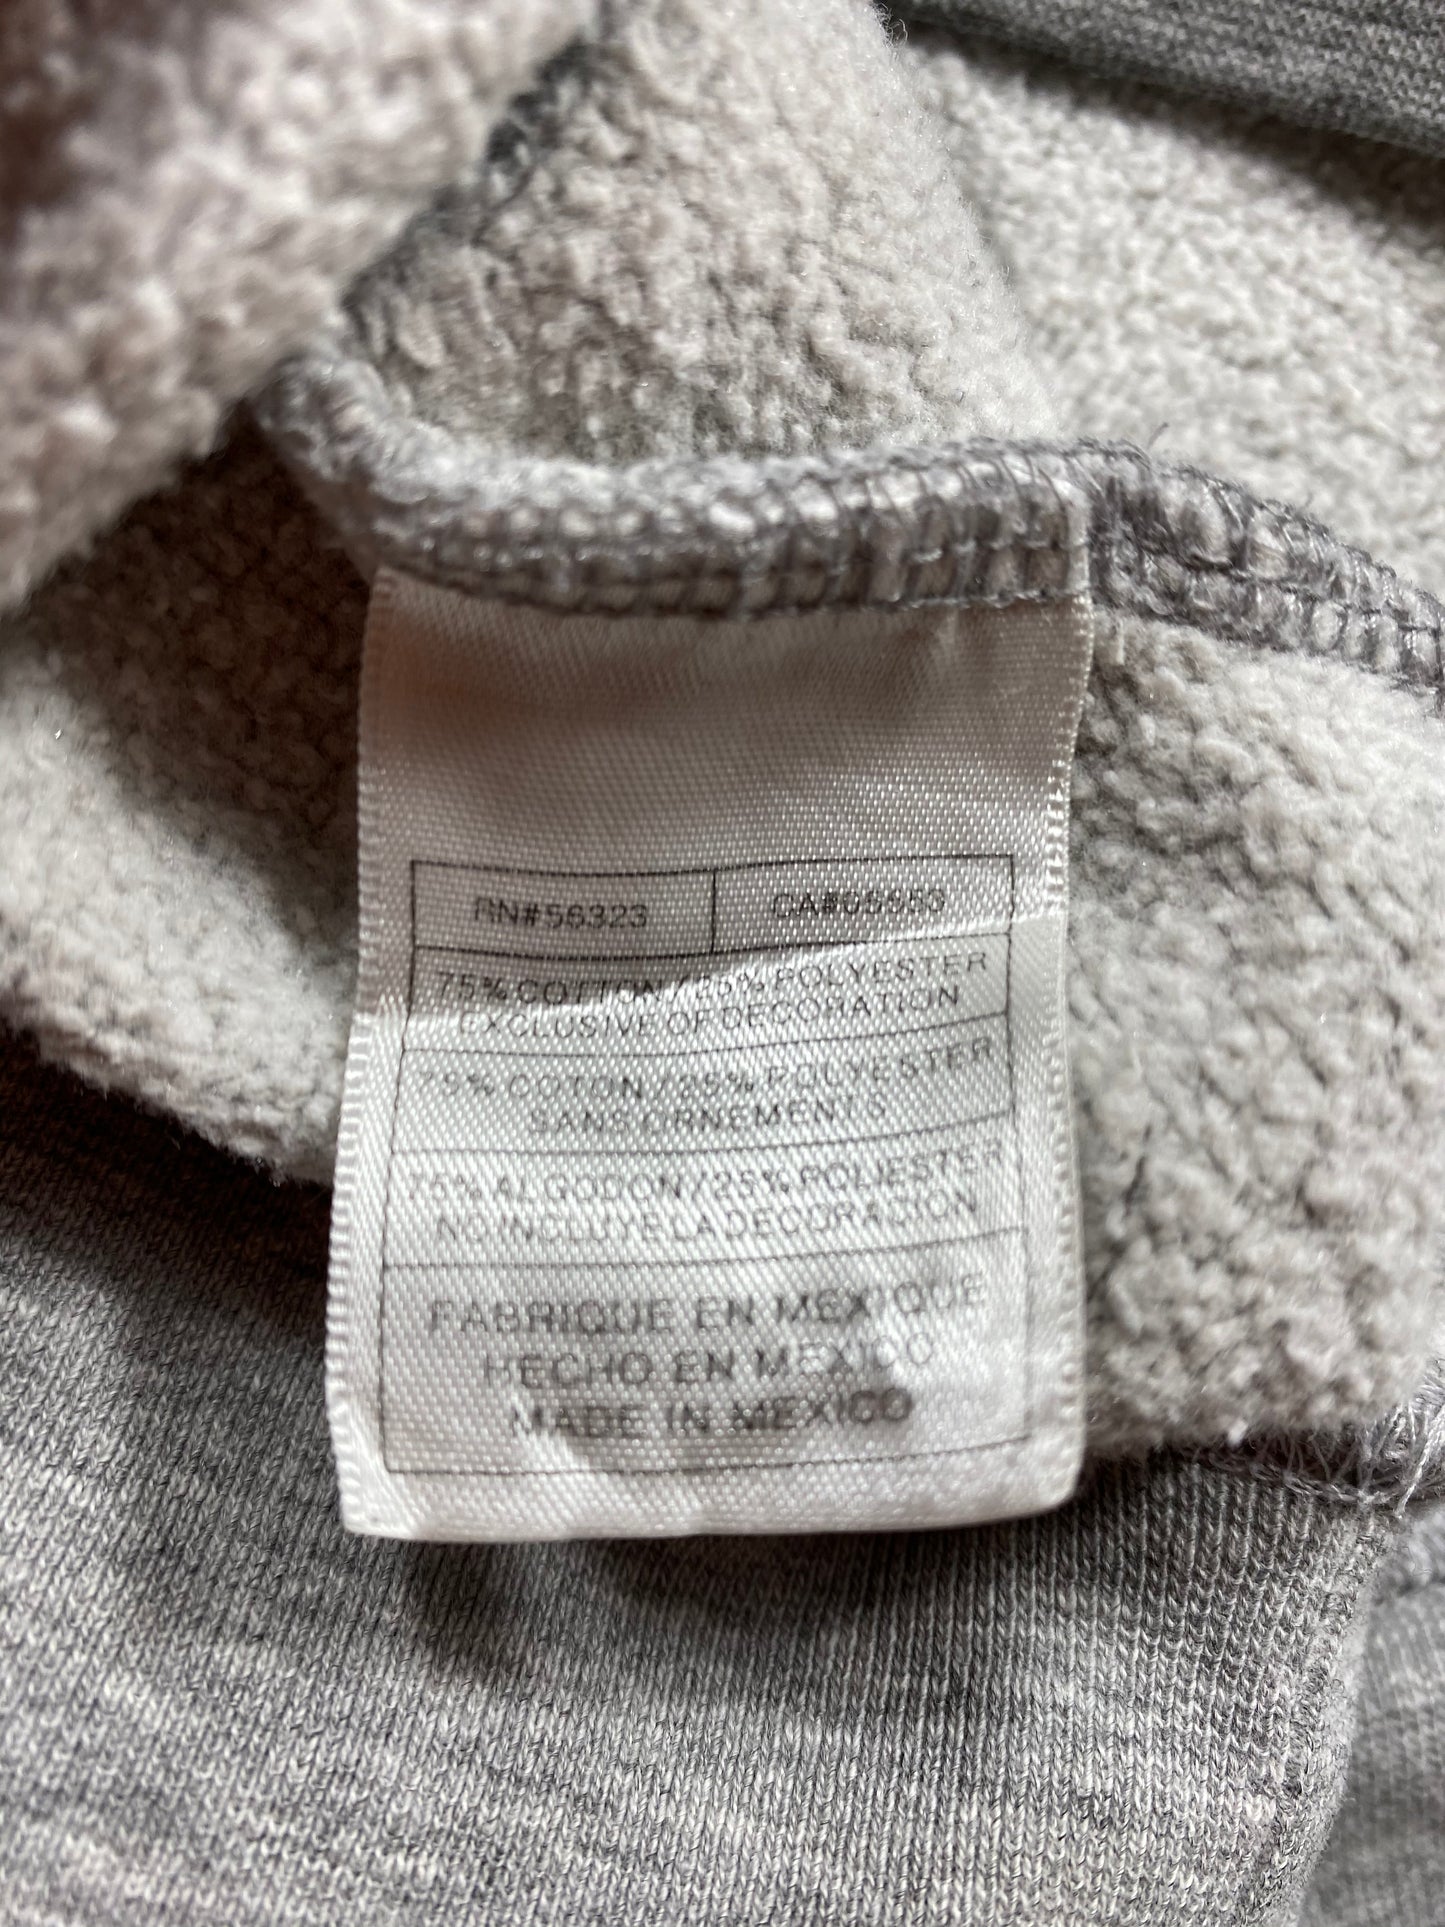 RN#56323 CA#05553
75% COTTON/25% POLYESTER
EXCLUSIVE OF DECORATION
75% COTON/25% POLYESTER
SANS ORNEMENTS
75% ALGODON/25% POLIESTER
NO INCLUYE LA DECORACION
FABRIQUE EN MEXIQUE
HECHO EN MEXICO
MADE IN MEXICO